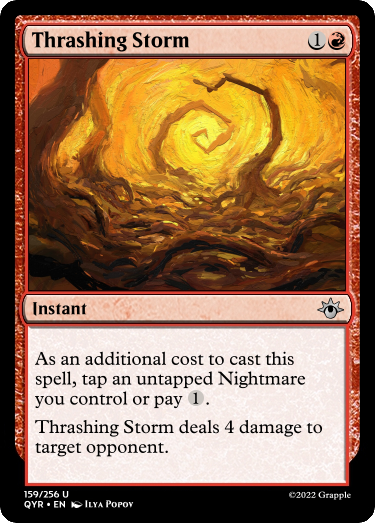 Thrashing Storm 1
Instant
As an additional cost to cast this
spell, tap an untapped Nightmare
you control or pay 1.
Thrashing Storm deals 4 damage to
target opponent.
159/256 U
QYR • EN Ilya Popov
©2022 Grapple